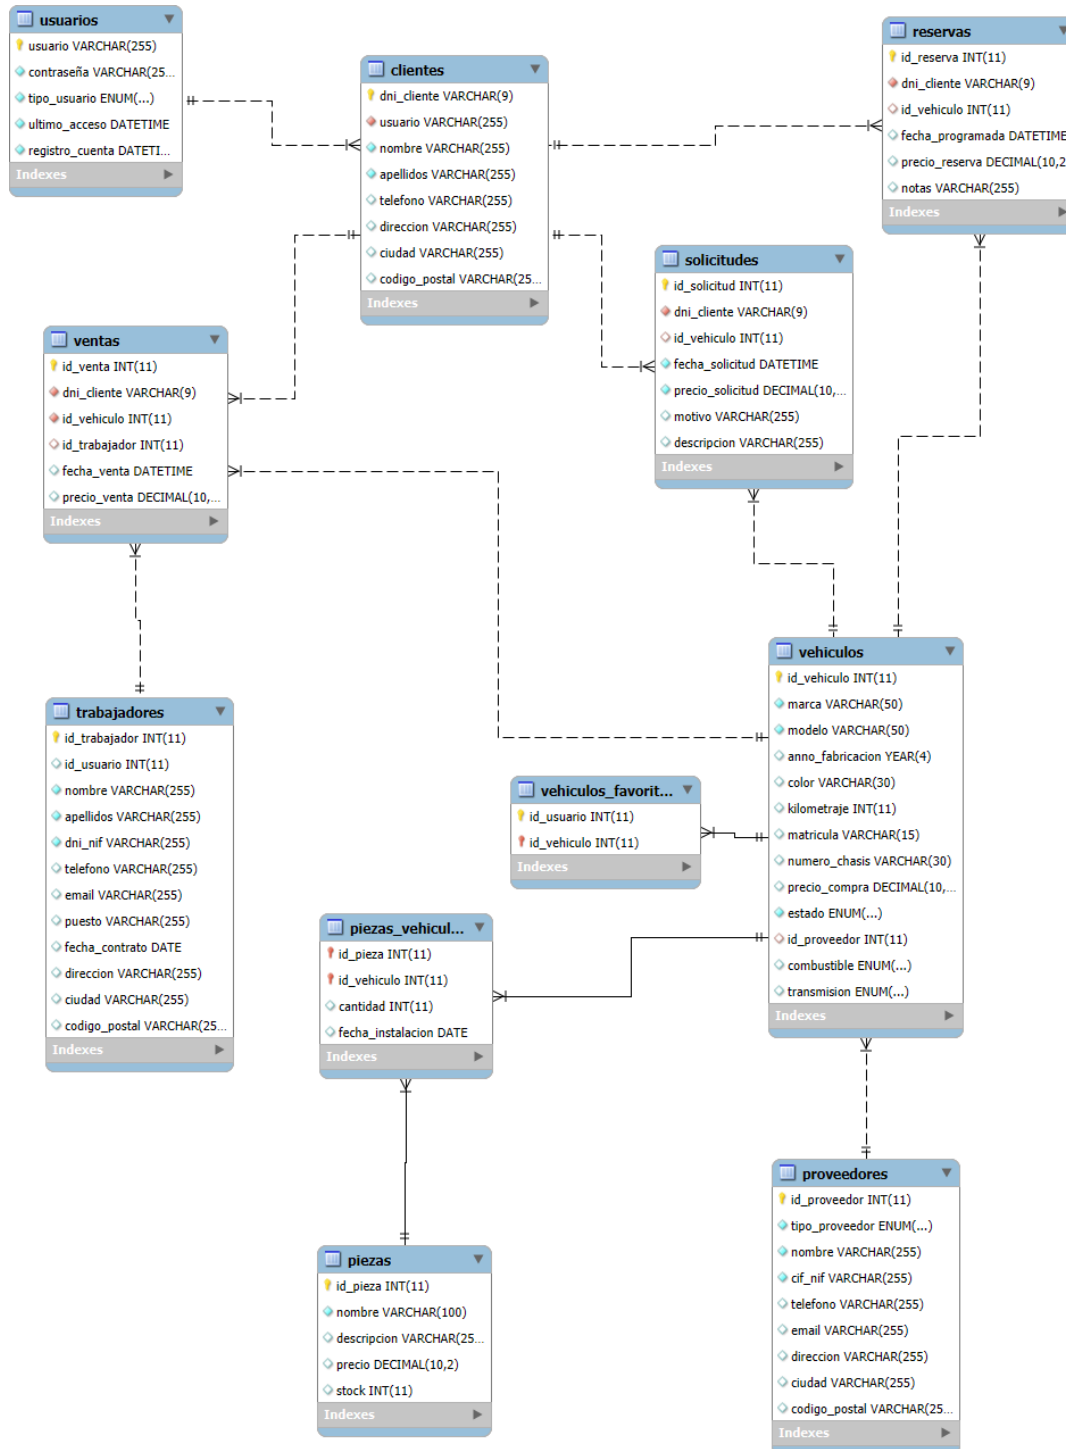 usuarios
usuario VARCHAR(255)
contraseña VARCHAR(25...
tipo_usuario ENUM(...)
ultimo_acceso DATETIME
registro_cuenta DATETI...
Indexes
clientes
dni_cliente VARCHAR(9)
usuario VARCHAR(255)
nombre VARCHAR(255)
apellidos VARCHAR(255)
telefono VARCHAR(255)
direccion VARCHAR(255)
ciudad VARCHAR(255)
codigo_postal VARCHAR(25...
Indexes
reservas
id_reserva INT(11)
dni_cliente VARCHAR(9)
id_vehiculo INT(11)
fecha_programada DATETIME
precio_reserva DECIMAL(10,2
notas VARCHAR(255)
Indexes
solicitudes
id_solicitud INT(11)
dni_cliente VARCHAR(9)
id_vehiculo INT(11)
fecha_solicitud DATETIME
precio_solicitud DECIMAL(10,...
motivo VARCHAR(255)
descripcion VARCHAR(255)
Indexes
ventas
id_venta INT(11)
dni_cliente VARCHAR(9)
id_vehiculo INT(11)
id_trabajador INT(11)
fecha_venta DATETIME
precio_venta DECIMAL(10,...
Indexes
trabajadores
id_trabajador INT(11)
id_usuario INT(11)
nombre VARCHAR(255)
apellidos VARCHAR(255)
dni_nif VARCHAR(255)
telefono VARCHAR(255)
email VARCHAR(255)
puesto VARCHAR(255)
fecha_contrato DATE
direccion VARCHAR(255)
ciudad VARCHAR(255)
codigo_postal VARCHAR(25...
Indexes
vehiculos
id_vehiculo INT(11)
marca VARCHAR(50)
modelo VARCHAR(50)
anno_fabricacion YEAR(4)
color VARCHAR(30)
kilometraje INT(11)
matricula VARCHAR(15)
numero_chasis VARCHAR(30)
precio_compra DECIMAL(10,...
estado ENUM(...)
id_proveedor INT(11)
combustible ENUM(...)
transmision ENUM(...)
Indexes
vehiculos_favorit...
id_usuario INT(11)
id_vehiculo INT(11)
Indexes
piezas_vehicul...
id_pieza INT(11)
id_vehiculo INT(11)
cantidad INT(11)
fecha_instalacion DATE
Indexes
piezas
id_pieza INT(11)
nombre VARCHAR(100)
descripcion VARCHAR(25...
precio DECIMAL(10,2)
stock INT(11)
Indexes
proveedores
id_proveedor INT(11)
tipo_proveedor ENUM(...)
nombre VARCHAR(255)
cif_nif VARCHAR(255)
telefono VARCHAR(255)
email VARCHAR(255)
direccion VARCHAR(255)
ciudad VARCHAR(255)
codigo_postal VARCHAR(25...
Indexes